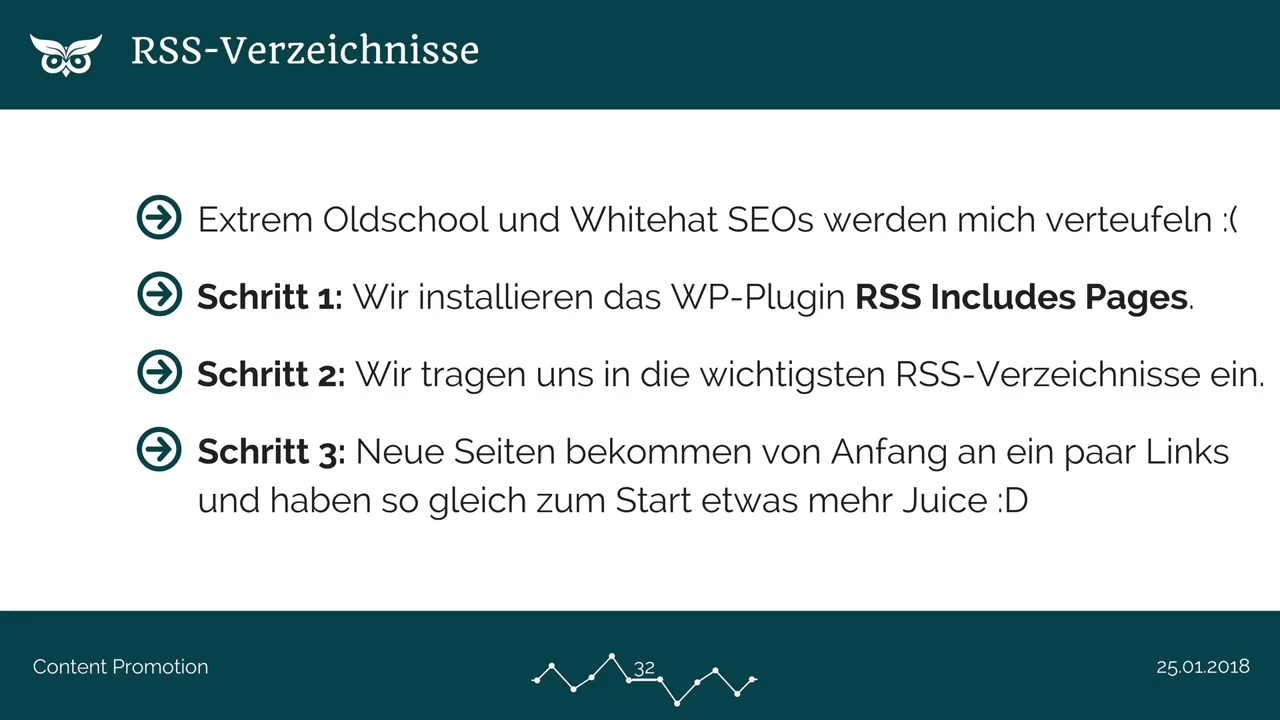 RSS-Verzeichnisse
Extrem Oldschool und Whitehat SEOs werden mich verteufeln :(
Schritt 1: Wir installieren das WP-Plugin RSS Includes Pages.
Schritt 2: Wir tragen uns in die wichtigsten RSS-Verzeichnisse ein.
Schritt 3: Neue Seiten bekommen von Anfang an ein paar Links
und haben so gleich zum Start etwas mehr Juice :D
Content Promotion
32
25.01.2018